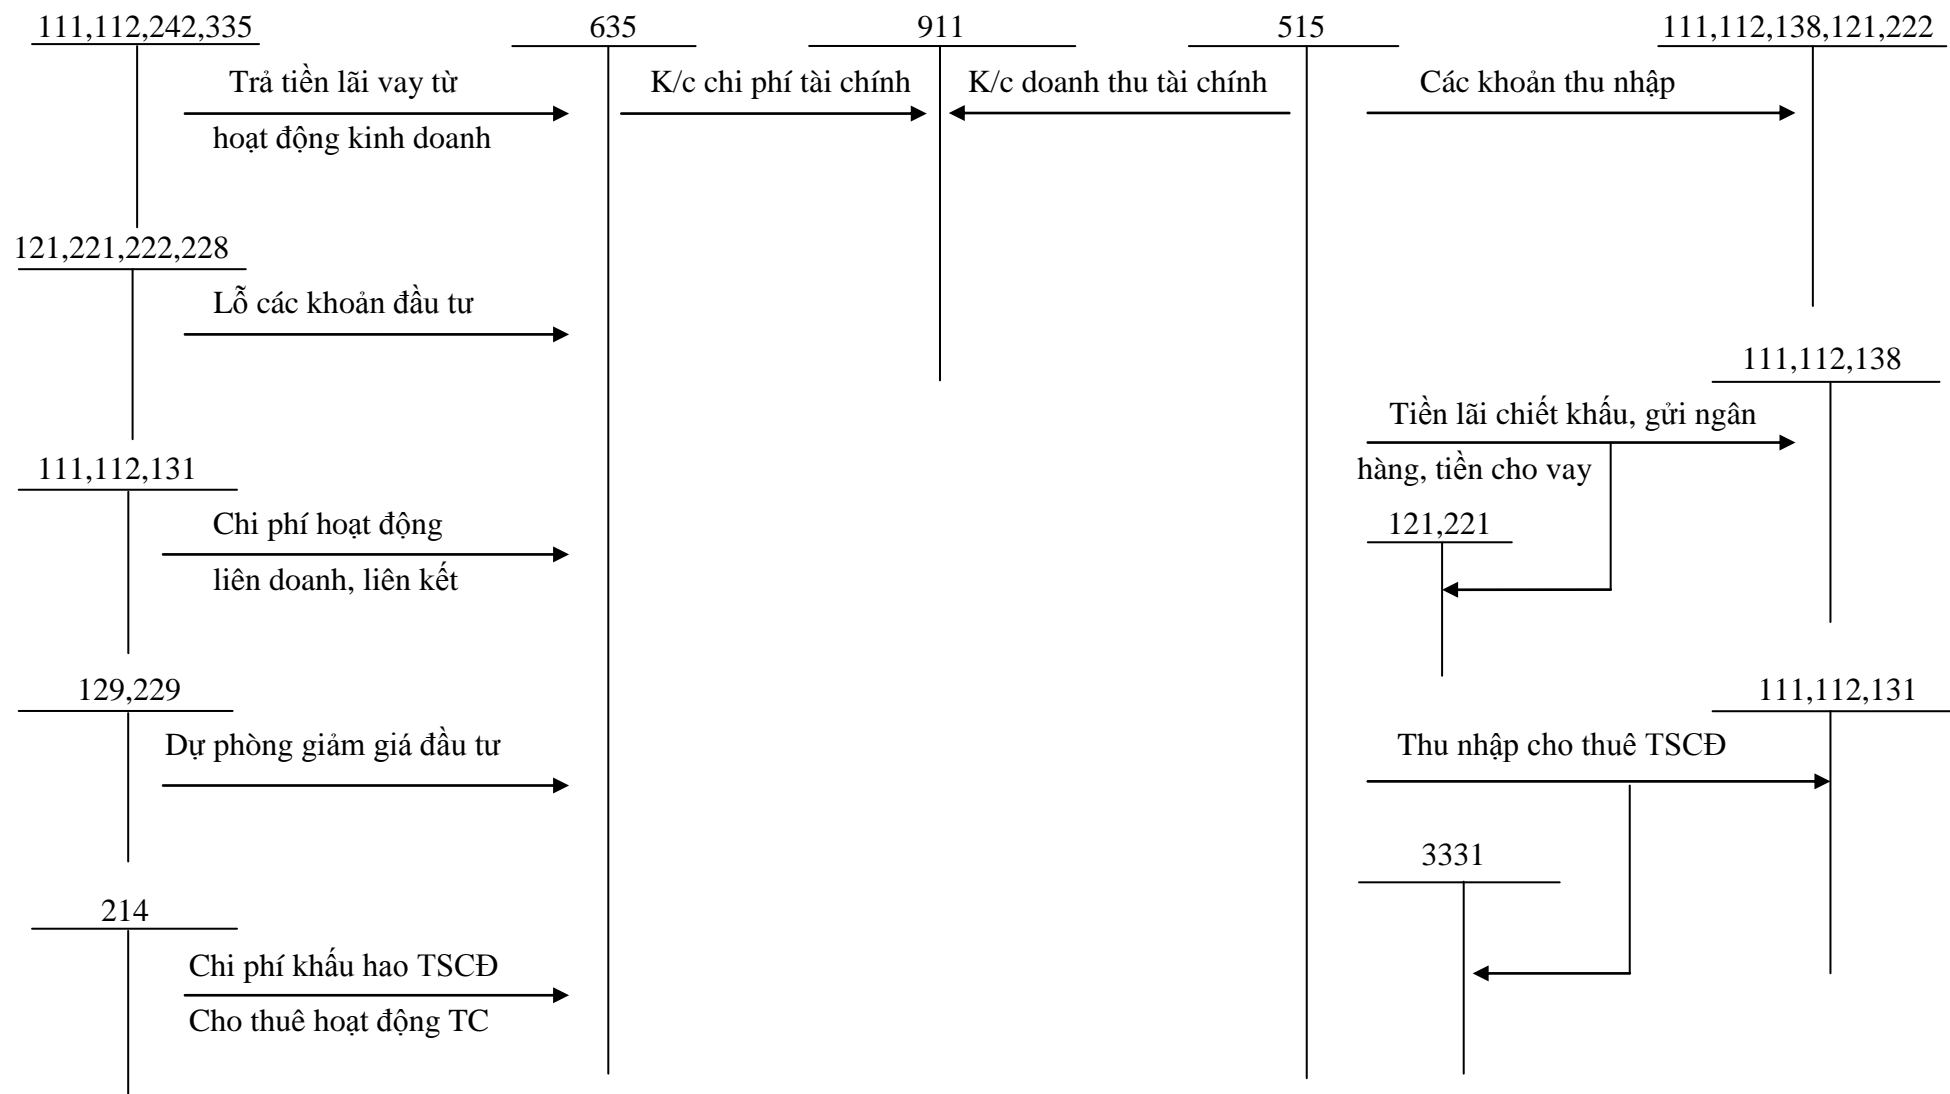 111,112,242,335
635
911
515
111,112,138,121,222
Trả tiền lãi vay từ
hoạt động kinh doanh
K/c chi phí tài chính
K/c doanh thu tài chính
Các khoản thu nhập
121,221,222,228
Lỗ các khoản đầu tư
111,112,138
Tiền lãi chiết khấu, gửi ngân
hàng, tiền cho vay
111,112,131
Chi phí hoạt động
liên doanh, liên kết
121,221
129,229
Dự phòng giảm giá đầu tư
111,112,131
Thu nhập cho thuê TSCĐ
3331
214
Chi phí khấu hao TSCĐ
Cho thuê hoạt động TC